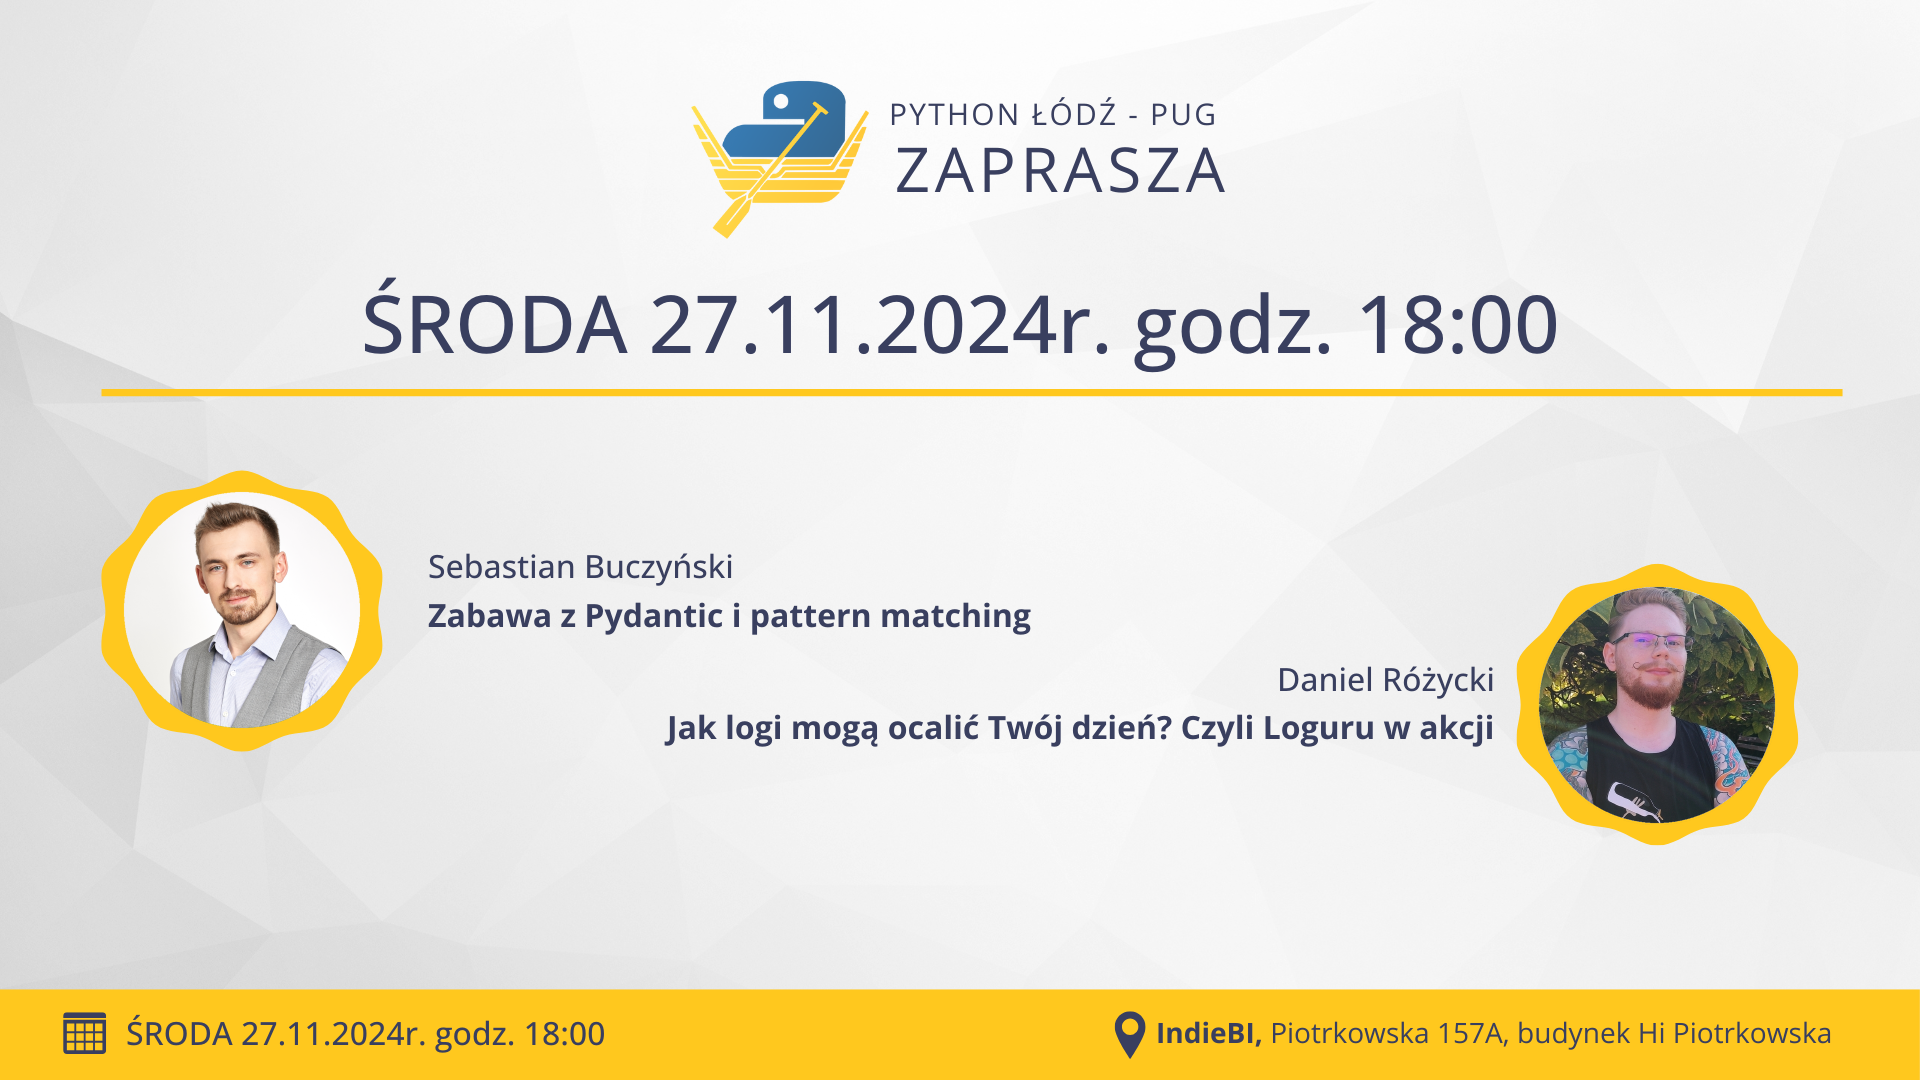 PYTHON ŁÓDŹ - PUG
ZAPRASZA
ŚRODA 27.11.2024r. godz. 18:00
Sebastian Buczyński
Zabawa z Pydantic i pattern matching
Daniel Różycki
Jak logi mogą ocalić Twój dzień? Czyli Loguru w akcji
ŚRODA 27.11.2024r. godz. 18:00
IndieBI, Piotrkowska 157A, budynek Hi Piotrkowska